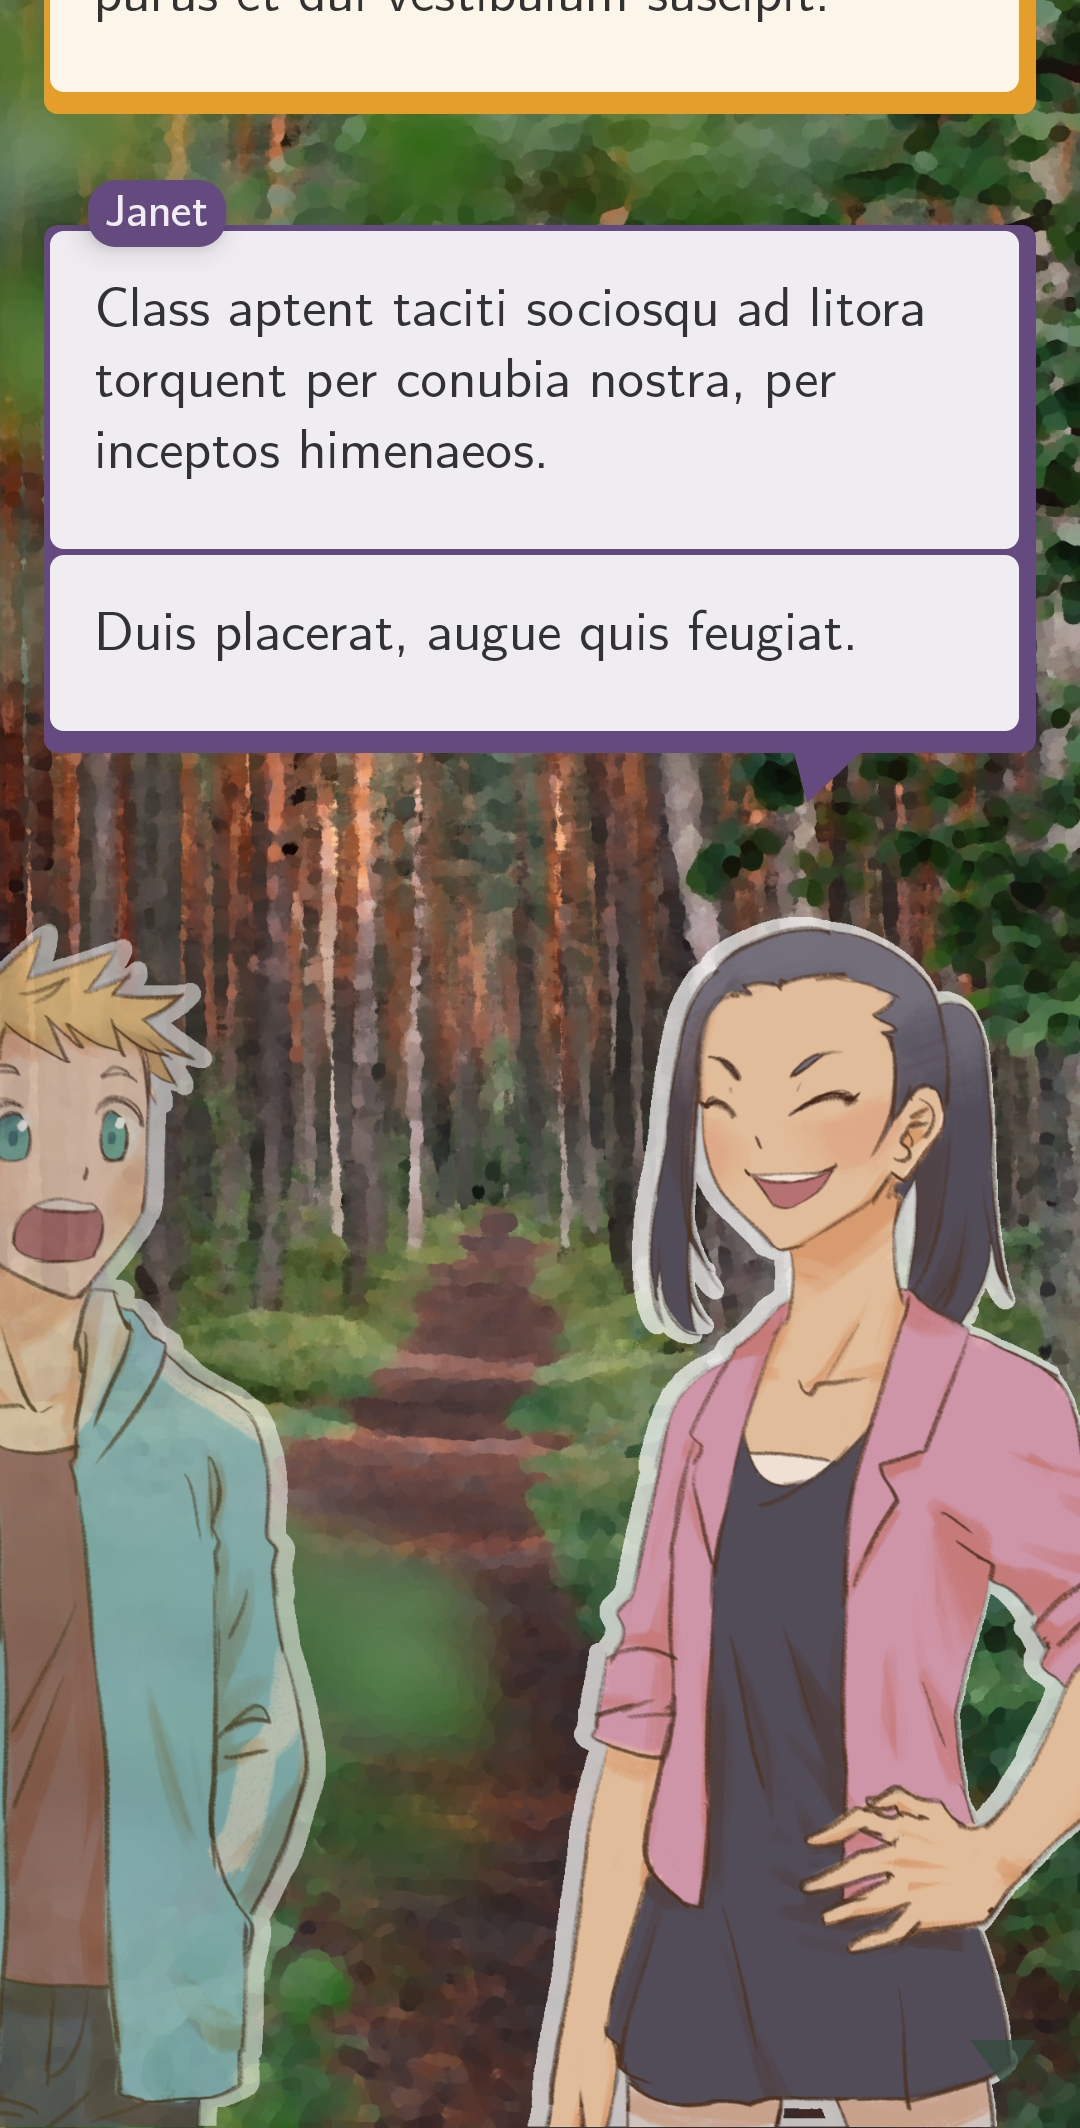 purus et dui vestibulum suscipit.
Janet
Class aptent taciti sociosqu ad litora
torquent per conubia nostra, per
inceptos himenaeos.
Duis placerat, augue quis feugiat.